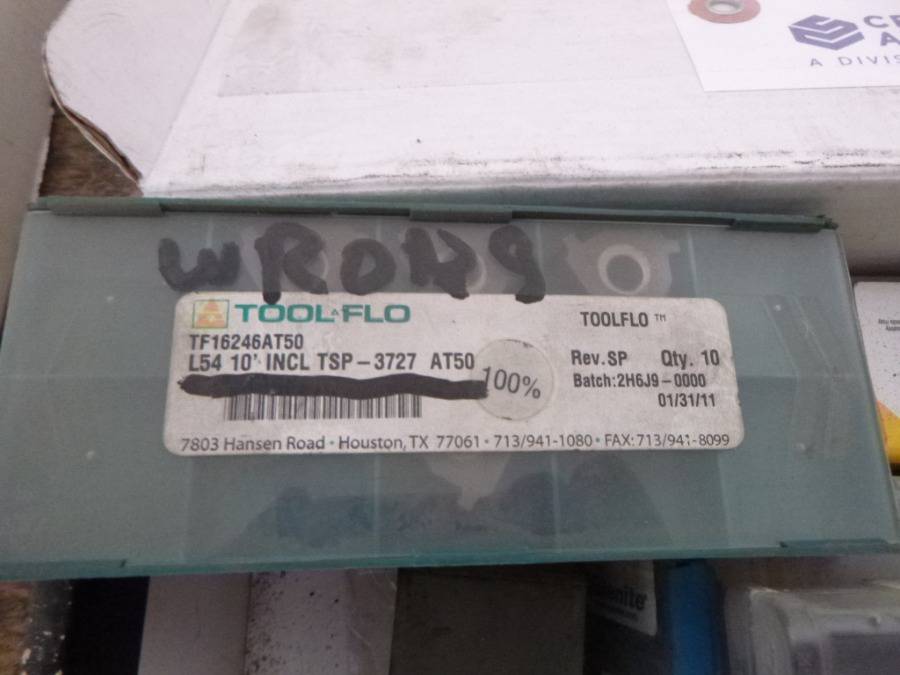 A DIVIS
WRONG
TOOL FLO
TOOLFLO ™
TF16246AT50
L54 10° INCL TSP-3727 AT50
Rev.SP Qty. 10
100%
Batch:2H6J9-0000
01/31/11
7803 Hansen Road • Houston, TX 77061 • 713/941-1080 • FAX:713/941-8099